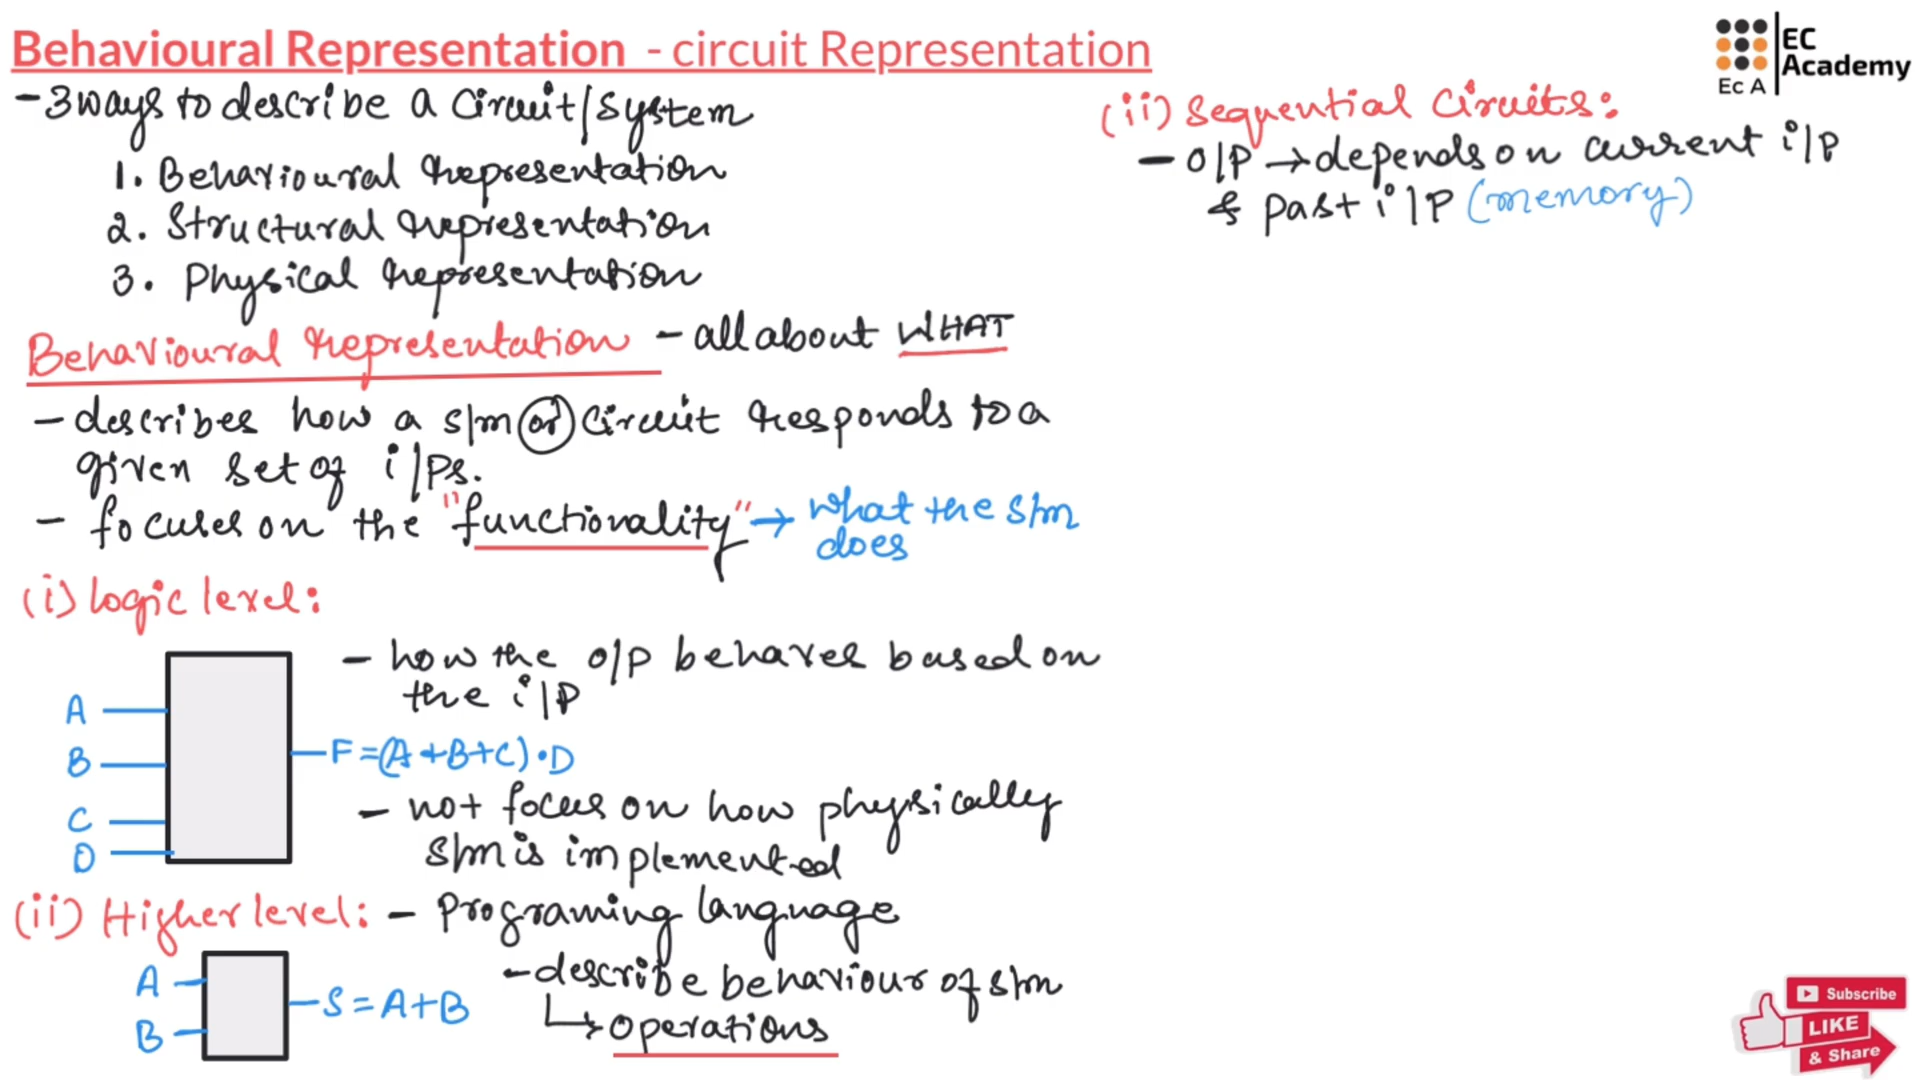 Behavioural Representation - circuit Representation
- 3 ways to describe a circuit/system
1. Behavioural representation
2. Structural representation
3. Physical representation
Behavioural representation - all about WHAT
- describes how a s/m or circuit responds to a
given set of i/ps.
- focuses on the "functionality" → what the s/m
does
(i) Logic level:
- how the o/p behaves based on
the i/p
A
B
C
D
F = (A + B + C) · D
- not focus on how physically
s/m is implemented
(ii) Higher level: - Programing language
- describe behaviour of s/m
↳ operations
A
B
S = A + B
EC
Academy
Ec A
(ii) Sequential circuits:
- O/P → depends on current i/p
& past i/p (memory)
Subscribe
LIKE
& Share